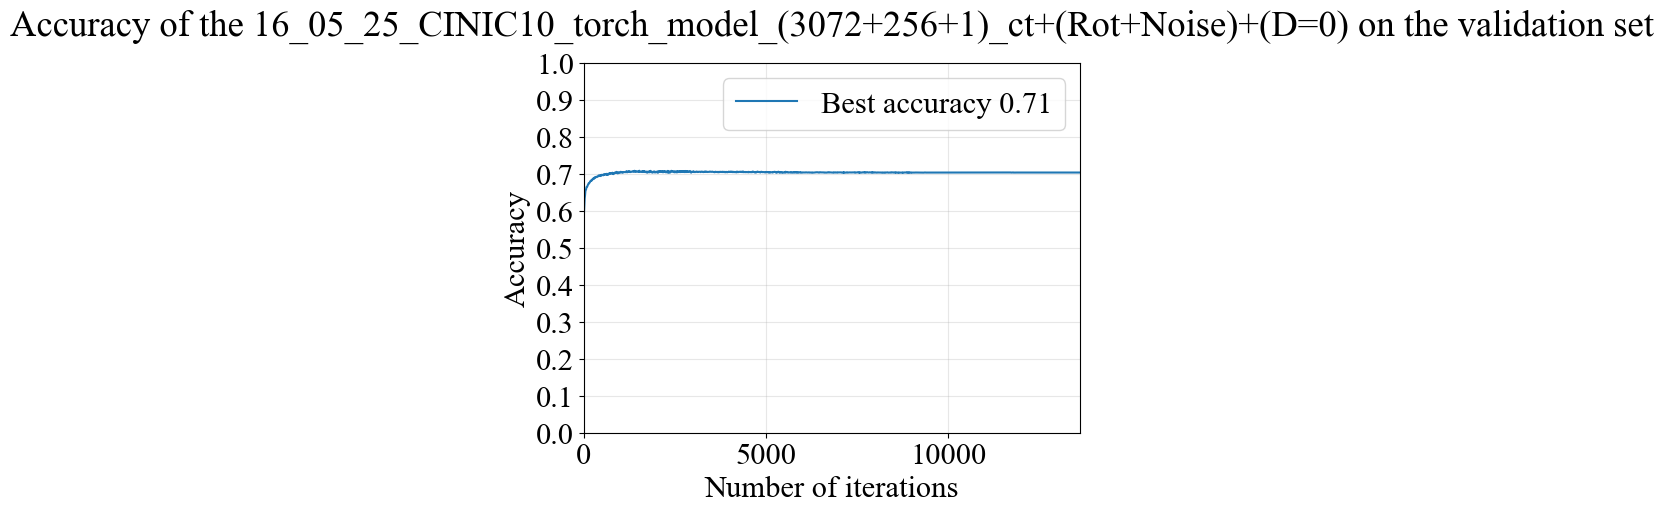 Accuracy of the 16_05_25_CINIC10_torch_model_(3072+256+1)_ct+(Rot+Noise)+(D=0) on the validation set
Best accuracy 0.71
1.0
0.9
0.8
0.7
0.6
0.5
0.4
0.3
0.2
0.1
0.0
Accuracy
0 5000 10000
Number of iterations